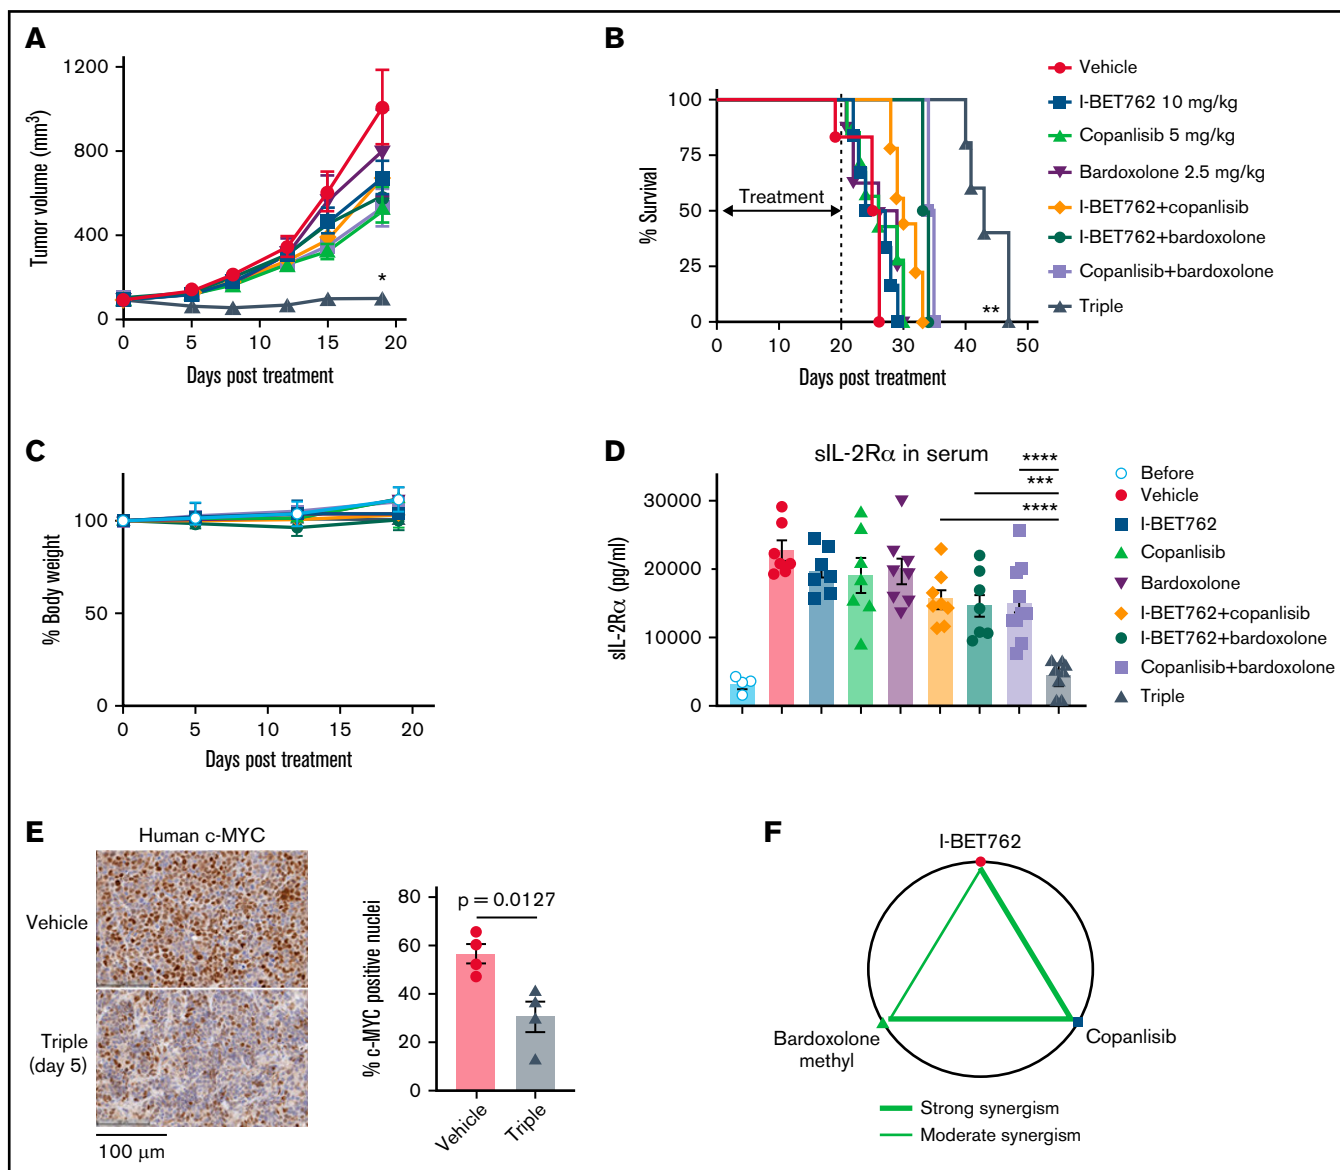 A
1200
800
400
0
Tumor volume (mm³)
0 5 10 15 20
Days post treatment
*
B
100
75
50
25
0
% Survival
Treatment
**
0 10 20 30 40 50
Days post treatment
Vehicle
I-BET762 10 mg/kg
Copanlisib 5 mg/kg
Bardoxolone 2.5 mg/kg
I-BET762+copanlisib
I-BET762+bardoxolone
Copanlisib+bardoxolone
Triple
C
100
50
0
% Body weight
0 5 10 15 20
Days post treatment
D
sIL-2Rα in serum
****
***
****
30000
20000
10000
0
sIL-2Rα (pg/ml)
Before
Vehicle
I-BET762
Copanlisib
Bardoxolone
I-BET762+copanlisib
I-BET762+bardoxolone
Copanlisib+bardoxolone
Triple
E
Human c-MYC
Vehicle
Triple
(day 5)
100 μm
80
60
40
20
0
% c-MYC positive nuclei
p = 0.0127
Vehicle
Triple
F
I-BET762
Bardoxolone
methyl
Copanlisib
Strong synergism
Moderate synergism